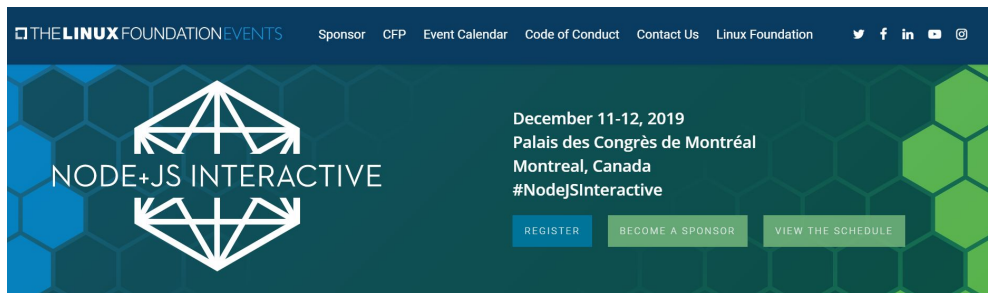 THE LINUX FOUNDATION EVENTS
Sponsor CFP Event Calendar Code of Conduct Contact Us Linux Foundation
NODE+JS INTERACTIVE
December 11-12, 2019
Palais des Congrès de Montréal
Montreal, Canada
#NodeJSInteractive
REGISTER BECOME A SPONSOR VIEW THE SCHEDULE